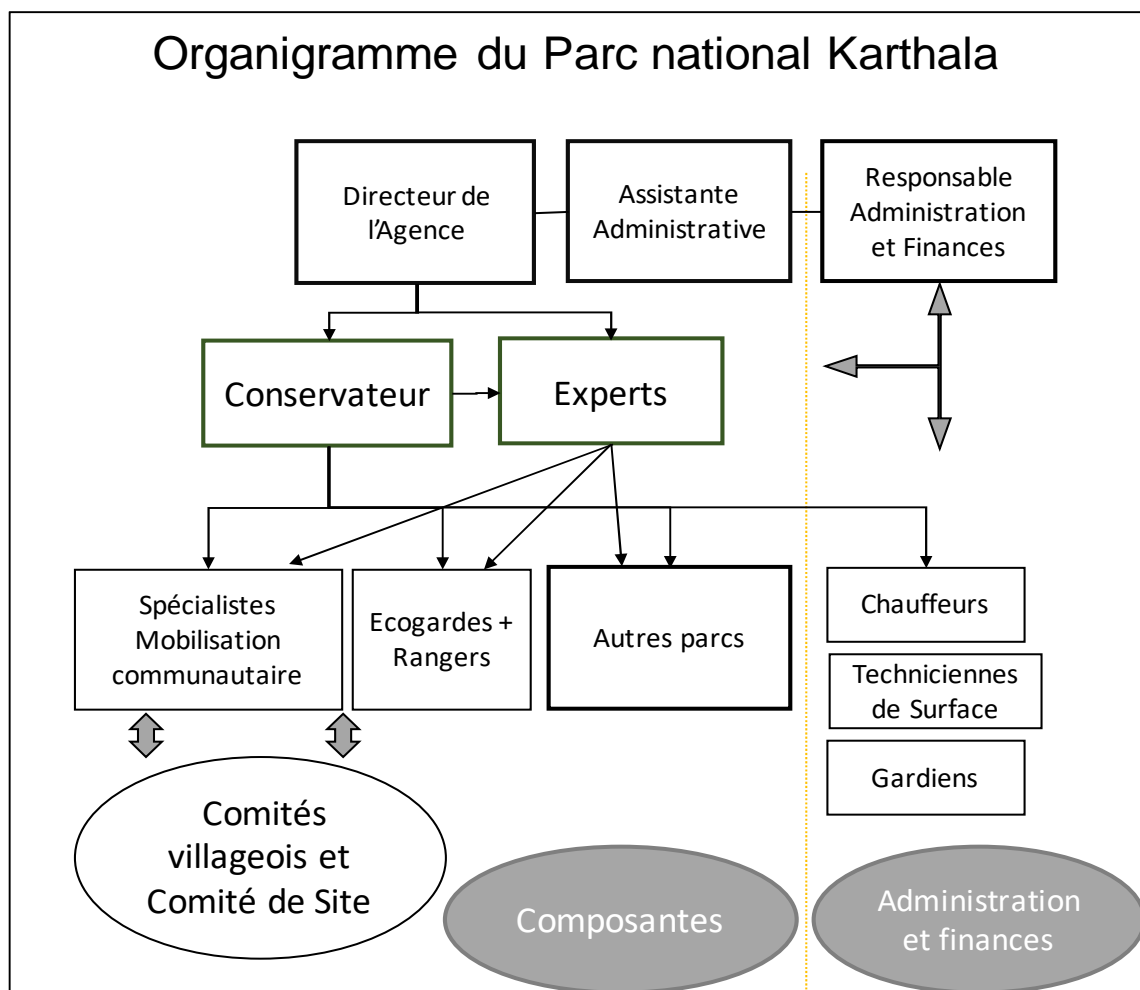 Organigramme du Parc national Karthala
Directeur de
l'Agence
Assistante
Administrative
Responsable
Administration
et Finances
Conservateur
Experts
Spécialistes
Mobilisation
communautaire
Ecogardes +
Rangers
Autres parcs
Chauffeurs
Techniciennes
de Surface
Gardiens
Comités
villageois et
Comité de Site
Composantes
Administration
et finances